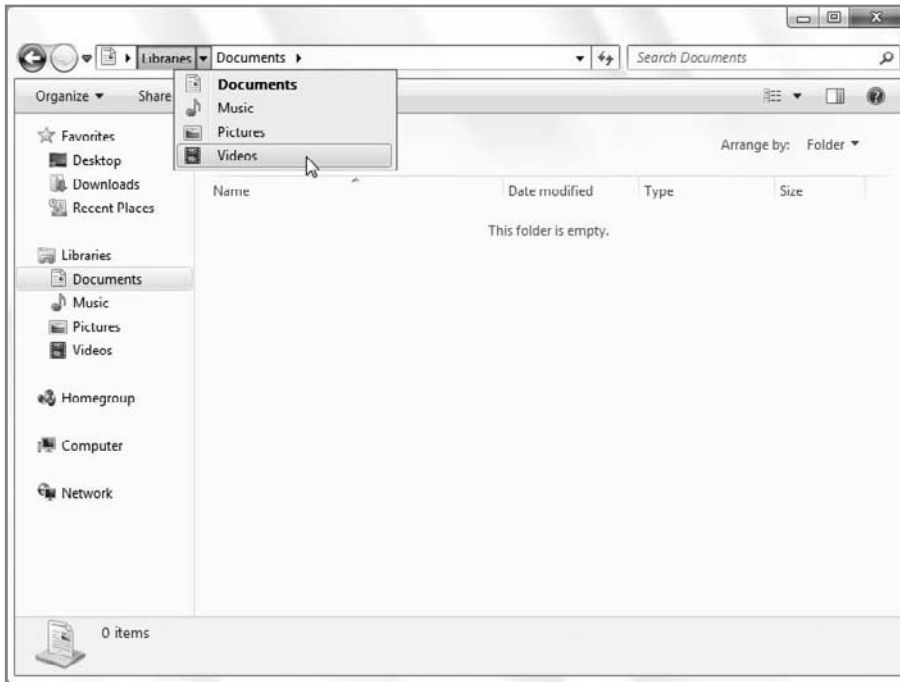 Libraries Documents Search Documents
Organize Share
Documents
Music
Pictures
Videos
Arrange by: Folder
Name Date modified Type Size
This folder is empty.
Favorites
Desktop
Downloads
Recent Places
Libraries
Documents
Music
Pictures
Videos
Homegroup
Computer
Network
0 items